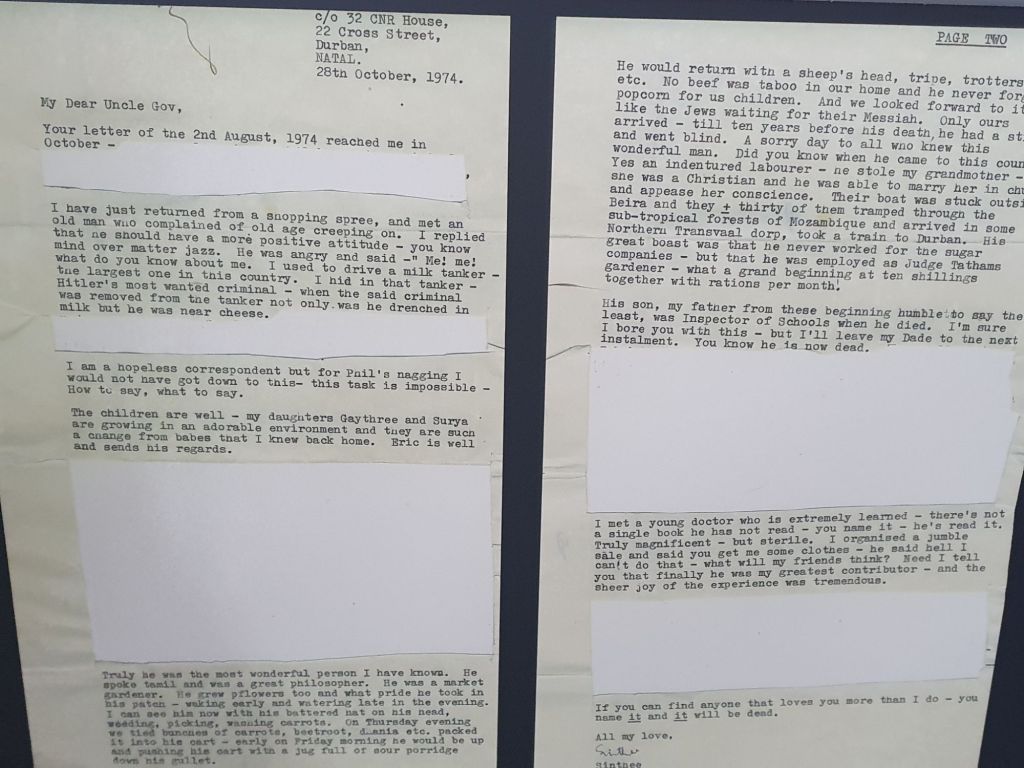 c/o 32 CNR House,
22 Cross Street,
Durban,
NATAL.
28th October, 1974.
My Dear Uncle Gov,
Your letter of the 2nd August, 1974 reached me in
October -
I have just returned from a snopping spree, and met an
old man wno complained of old age creeping on. I replied
that ne should have a more positive attitude - you know
mind over matter jazz. He was angry and said -" Me! me!
what do you know about me. I used to drive a milk tanker -
tne largest one in this country. I hid in that tanker -
Hitler's most wanted criminal - when the said criminal
was removed from the tanker not only was he drenched in
milk but he was near cheese.
I am a hopeless correspondent but for Pnil's nagging I
would not have got down to this- this task is impossible -
How to say, what to say.
The children are well - my daughters Gaythree and Surya
are growing in an adorable environment and tney are sucn
a cnange from babes that I knew back home. Eric is well
and sends his regards.
Truly he was the most wonderful person I have known. He
spoke tamil and was a great philosopher. He was a market
gardener. He grew pflowers too and what pride he took in
his patcn - waking early and watering late in the evening.
I can see him now with his battered nat on his head,
wedding, picking, wasning carrots. On Thursday evening
we tied buncnes of carrots, beetroot, etc. packed
it into his cart - early on Friday morning he would be up
and pusning his cart with a jug full of sour porridge
down his gullet.
PAGE TWO
He would return with a sheep's head, tripe, trotters
etc. No beef was taboo in our home and he never
popcorn for us children. And we looked forward to it
like the Jews waiting for their Messiah. Only ours
arrived - till ten years before his death, he had a
and went blind. A sorry day to all wno knew this
wonderful man. Did you know when he came to this
Yes an indentured labourer - ne stole my grandmother -
sne was a Christian and he was able to marry her in
and appease her conscience. Their boat was stuck
Beira and they + thirty of them tramped through the
sub-tropical forests of Mozambique and arrived in some
Northern Transvaal dorp, took a train to Durban. His
great boast was that he never worked for the sugar
companies - but that he was employed as Judge Tathams
gardener - what a grand beginning at ten shillings
together with rations per month!
His son, my father from these beginning humble to say the
least, was Inspector of Schools when he died. I'm sure
I bore you with this - but I'll leave my Dade to the next
instalment. You know he is now dead.
I met a young doctor who is extremely learned - there's not
a single book he has not read - you name it - he's read it.
Truly magnificent - but sterile. I organised a jumble
sale and said you get me some clothes - he said hell I
can't do that - what will my friends think? Need I tell
you that finally he was my greatest contributor - and the
sheer joy of the experience was tremendous.
If you can find anyone that loves you more than I do - you
name it and it will be dead.
All my love,
Sinthee